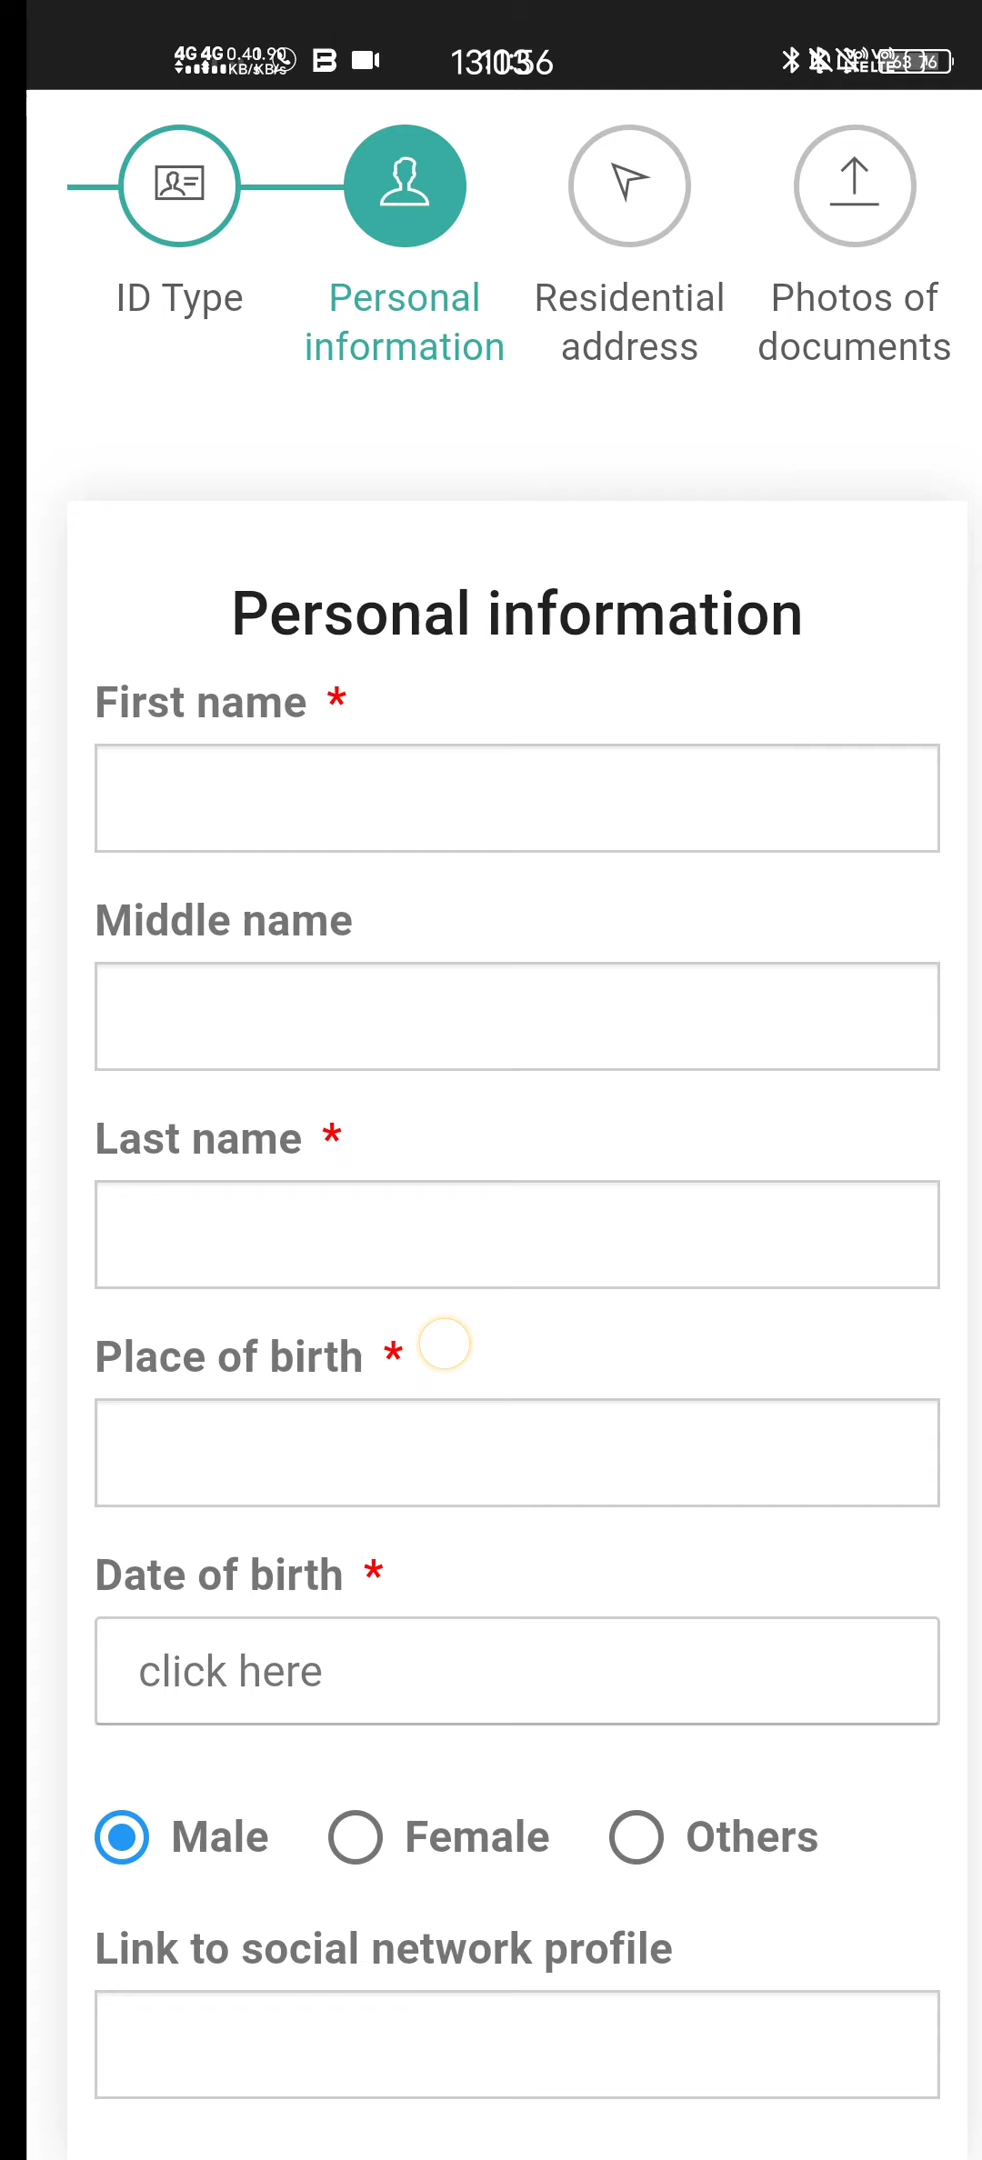 ID Type
Personal information
Residential address
Photos of documents
Personal information
First name *
Middle name
Last name *
Place of birth *
Date of birth *
click here
Male Female Others
Link to social network profile